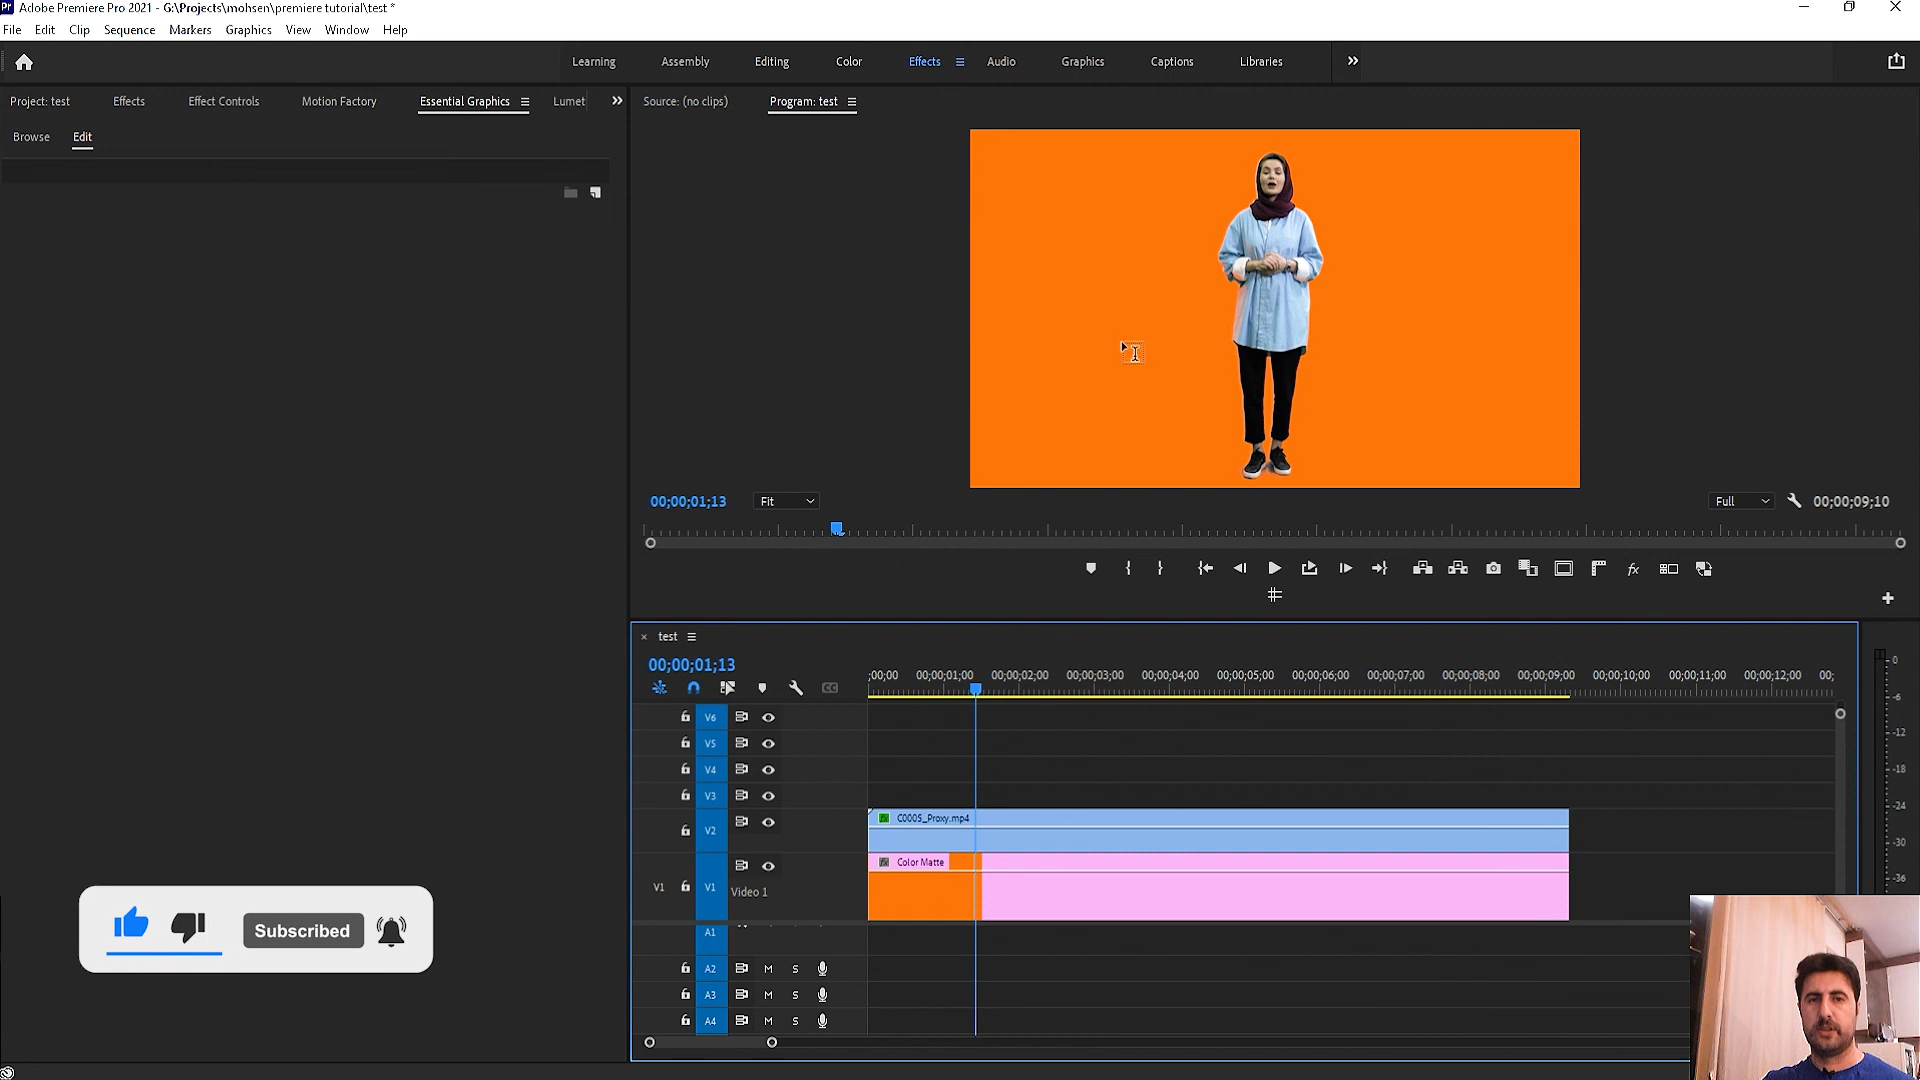 Adobe Premiere Pro 2021 - G:\Projects\mohsen\premiere tutorial\test *
File Edit Clip Sequence Markers Graphics View Window Help
Learning Assembly Editing Color Effects Audio Graphics Captions Libraries
Project: test Effects Effect Controls Motion Factory Essential Graphics Lumet
Source: (no clips) Program: test
Browse Edit
00;00;01;13 Fit Full 00;00;09;10
test
00;00;01;13
;00;00 00;00;01;00 00;00;02;00 00;00;03;00 00;00;04;00 00;00;05;00 00;00;06;00 00;00;07;00 00;00;08;00 00;00;09;00 00;00;10;00 00;00;11;00 00;00;12;00 00;
V6
V5
V4
V3
V2 C0005_Proxy.mp4
Color Matte
V1 V1 Video 1
A1
A2 M S
A3 M S
A4 M S
0
-6
-12
-18
-24
-30
-36
Subscribed